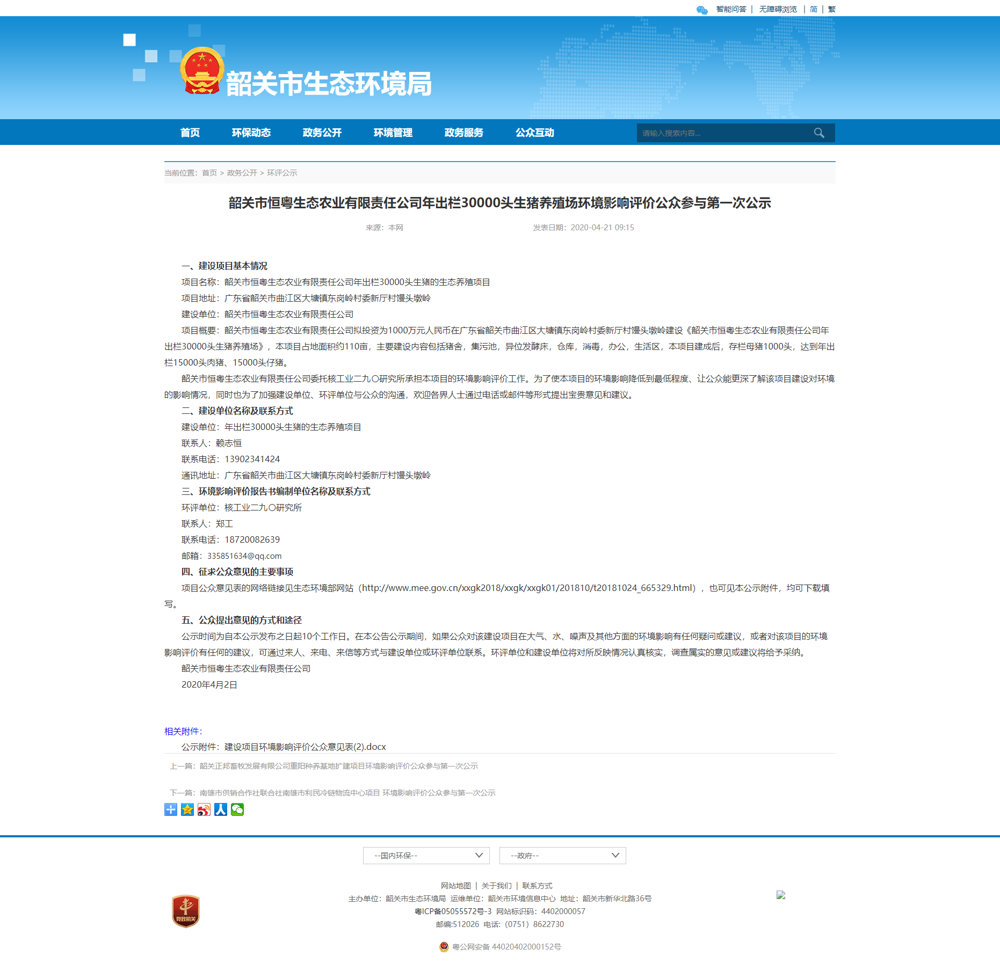 智能问答 | 无障碍浏览 | 简 | 繁
韶关市生态环境局
首页 环保动态 政务公开 环境管理 政务服务 公众互动 请输入搜索内容...
当前位置：首页 > 政务公开 > 环评公示
韶关市恒粤生态农业有限责任公司年出栏30000头生猪养殖场环境影响评价公众参与第一次公示
来源：本网 发表日期：2020-04-21 09:15
一、建设项目基本情况
项目名称：韶关市恒粤生态农业有限责任公司年出栏30000头生猪的生态养殖项目
项目地址：广东省韶关市曲江区大塘镇东岗岭村委新厅村馒头墩岭
建设单位：韶关市恒粤生态农业有限责任公司
项目概要：韶关市恒粤生态农业有限责任公司拟投资为1000万元人民币在广东省韶关市曲江区大塘镇东岗岭村委新厅村馒头墩岭建设《韶关市恒粤生态农业有限责任公司年
出栏30000头生猪养殖场》，本项目占地面积约110亩，主要建设内容包括猪舍，集污池，异位发酵床，仓库，消毒，办公，生活区，本项目建成后，存栏母猪1000头，达到年出
栏15000头肉猪、15000头仔猪。
韶关市恒粤生态农业有限责任公司委托核工业二九〇研究所承担本项目的环境影响评价工作。为了使本项目的环境影响降低到最低程度、让公众能更深了解该项目建设对环境
的影响情况，同时也为了加强建设单位、环评单位与公众的沟通，欢迎各界人士通过电话或邮件等形式提出宝贵意见和建议。
二、建设单位名称及联系方式
建设单位：年出栏30000头生猪的生态养殖项目
联系人：赖志恒
联系电话：13902341424
通讯地址：广东省韶关市曲江区大塘镇东岗岭村委新厅村馒头墩岭
三、环境影响评价报告书编制单位名称及联系方式
环评单位：核工业二九〇研究所
联系人：郑工
联系电话：18720082639
邮箱：335851634@qq.com
四、征求公众意见的主要事项
项目公众意见表的网络链接见生态环境部网站（http://www.mee.gov.cn/xxgk2018/xxgk/xxgk01/201810/t20181024_665329.html），也可见本公示附件，均可下载填
写。
五、公众提出意见的方式和途径
公示时间为自本公示发布之日起10个工作日。在本公告公示期间，如果公众对该建设项目在大气、水、噪声及其他方面的环境影响有任何疑问或建议，或者对该项目的环境
影响评价有任何的建议，可通过来人、来电、来信等方式与建设单位或环评单位联系。环评单位和建设单位将对所反映情况认真核实，调查属实的意见或建议将给予采纳。
韶关市恒粤生态农业有限责任公司
2020年4月2日
相关附件：
公示附件：建设项目环境影响评价公众意见表(2).docx
上一篇：韶关正邦畜牧发展有限公司重阳种养基地扩建项目环境影响评价公众参与第一次公示
下一篇：南雄市供销合作社联合社南雄市利民冷链物流中心项目 环境影响评价公众参与第一次公示
--国内环保-- --政府--
网站地图 | 关于我们 | 联系方式
主办单位：韶关市生态环境局 运维单位：韶关市环境信息中心 地址：韶关市新华北路36号
粤ICP备05055572号-3 网站标识码：4402000057
邮编:512026 电话:（0751）8622730
党政机关
粤公网安备 44020402000152号